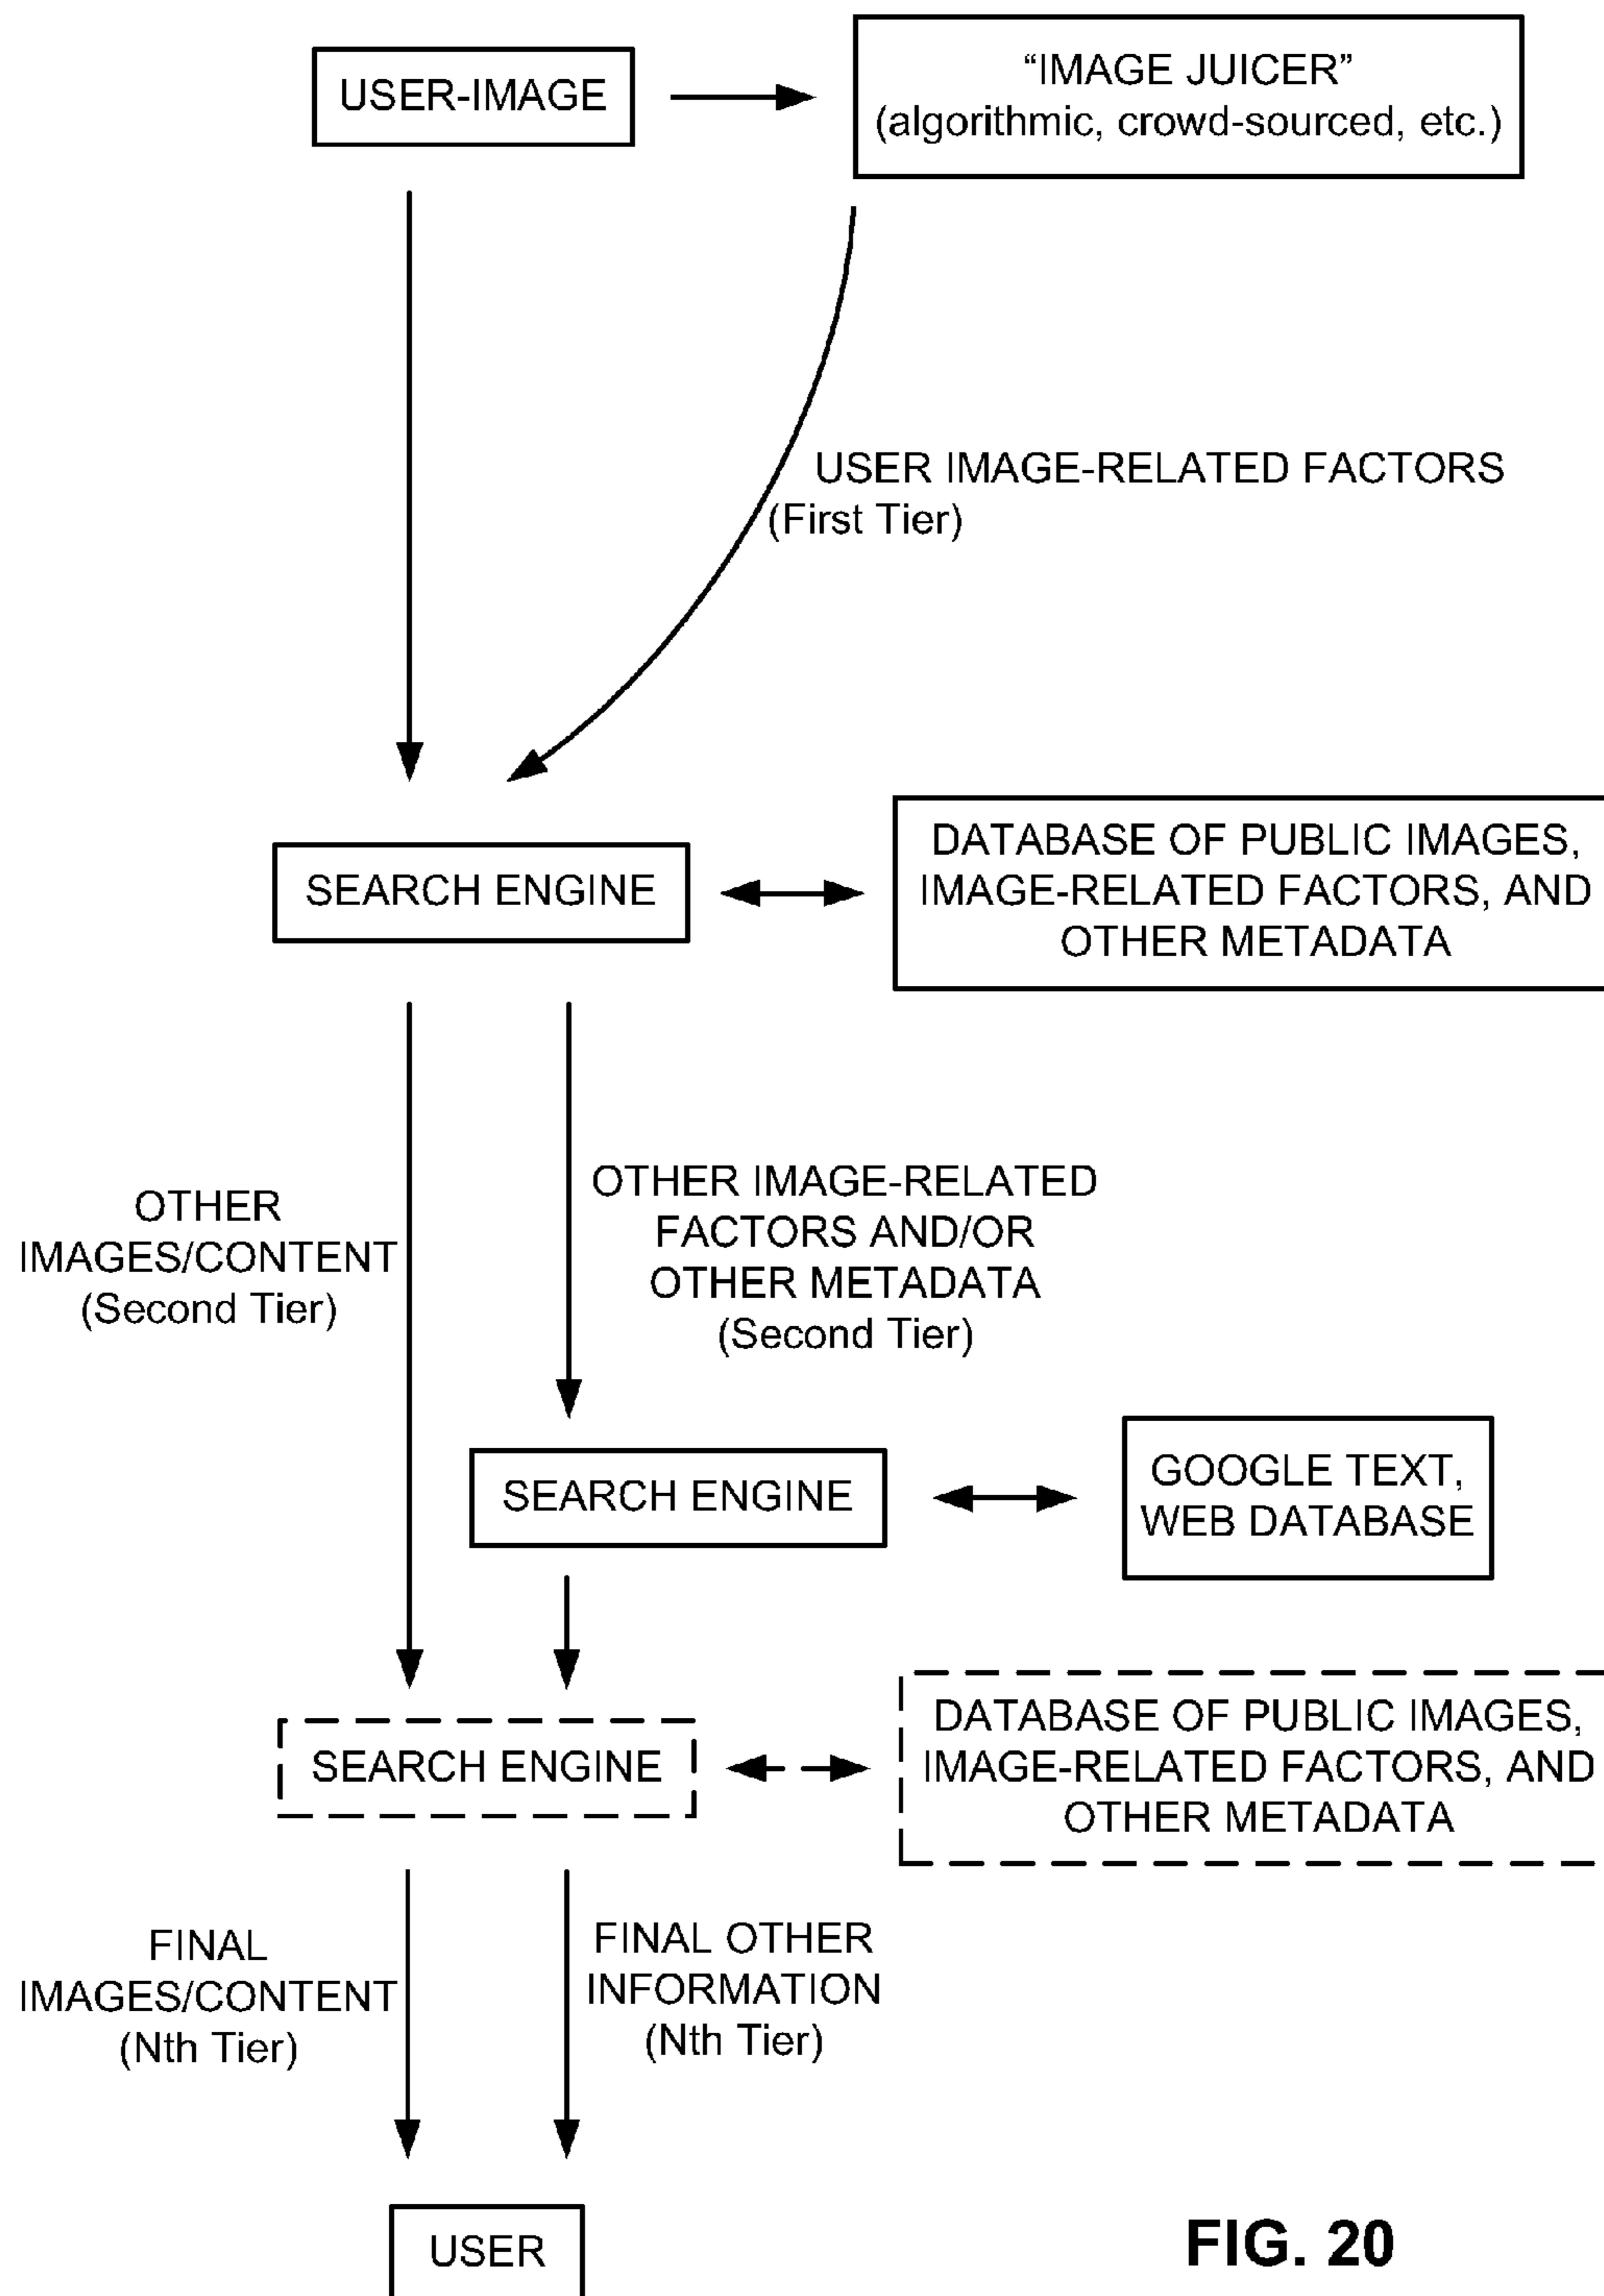 USER-IMAGE
“IMAGE JUICER”
(algorithmic, crowd-sourced, etc.)
USER IMAGE-RELATED FACTORS
(First Tier)
SEARCH ENGINE
DATABASE OF PUBLIC IMAGES,
IMAGE-RELATED FACTORS, AND
OTHER METADATA
OTHER
IMAGES/CONTENT
(Second Tier)
OTHER IMAGE-RELATED
FACTORS AND/OR
OTHER METADATA
(Second Tier)
SEARCH ENGINE
GOOGLE TEXT,
WEB DATABASE
SEARCH ENGINE
DATABASE OF PUBLIC IMAGES,
IMAGE-RELATED FACTORS, AND
OTHER METADATA
FINAL
IMAGES/CONTENT
(Nth Tier)
FINAL OTHER
INFORMATION
(Nth Tier)
USER
FIG. 20